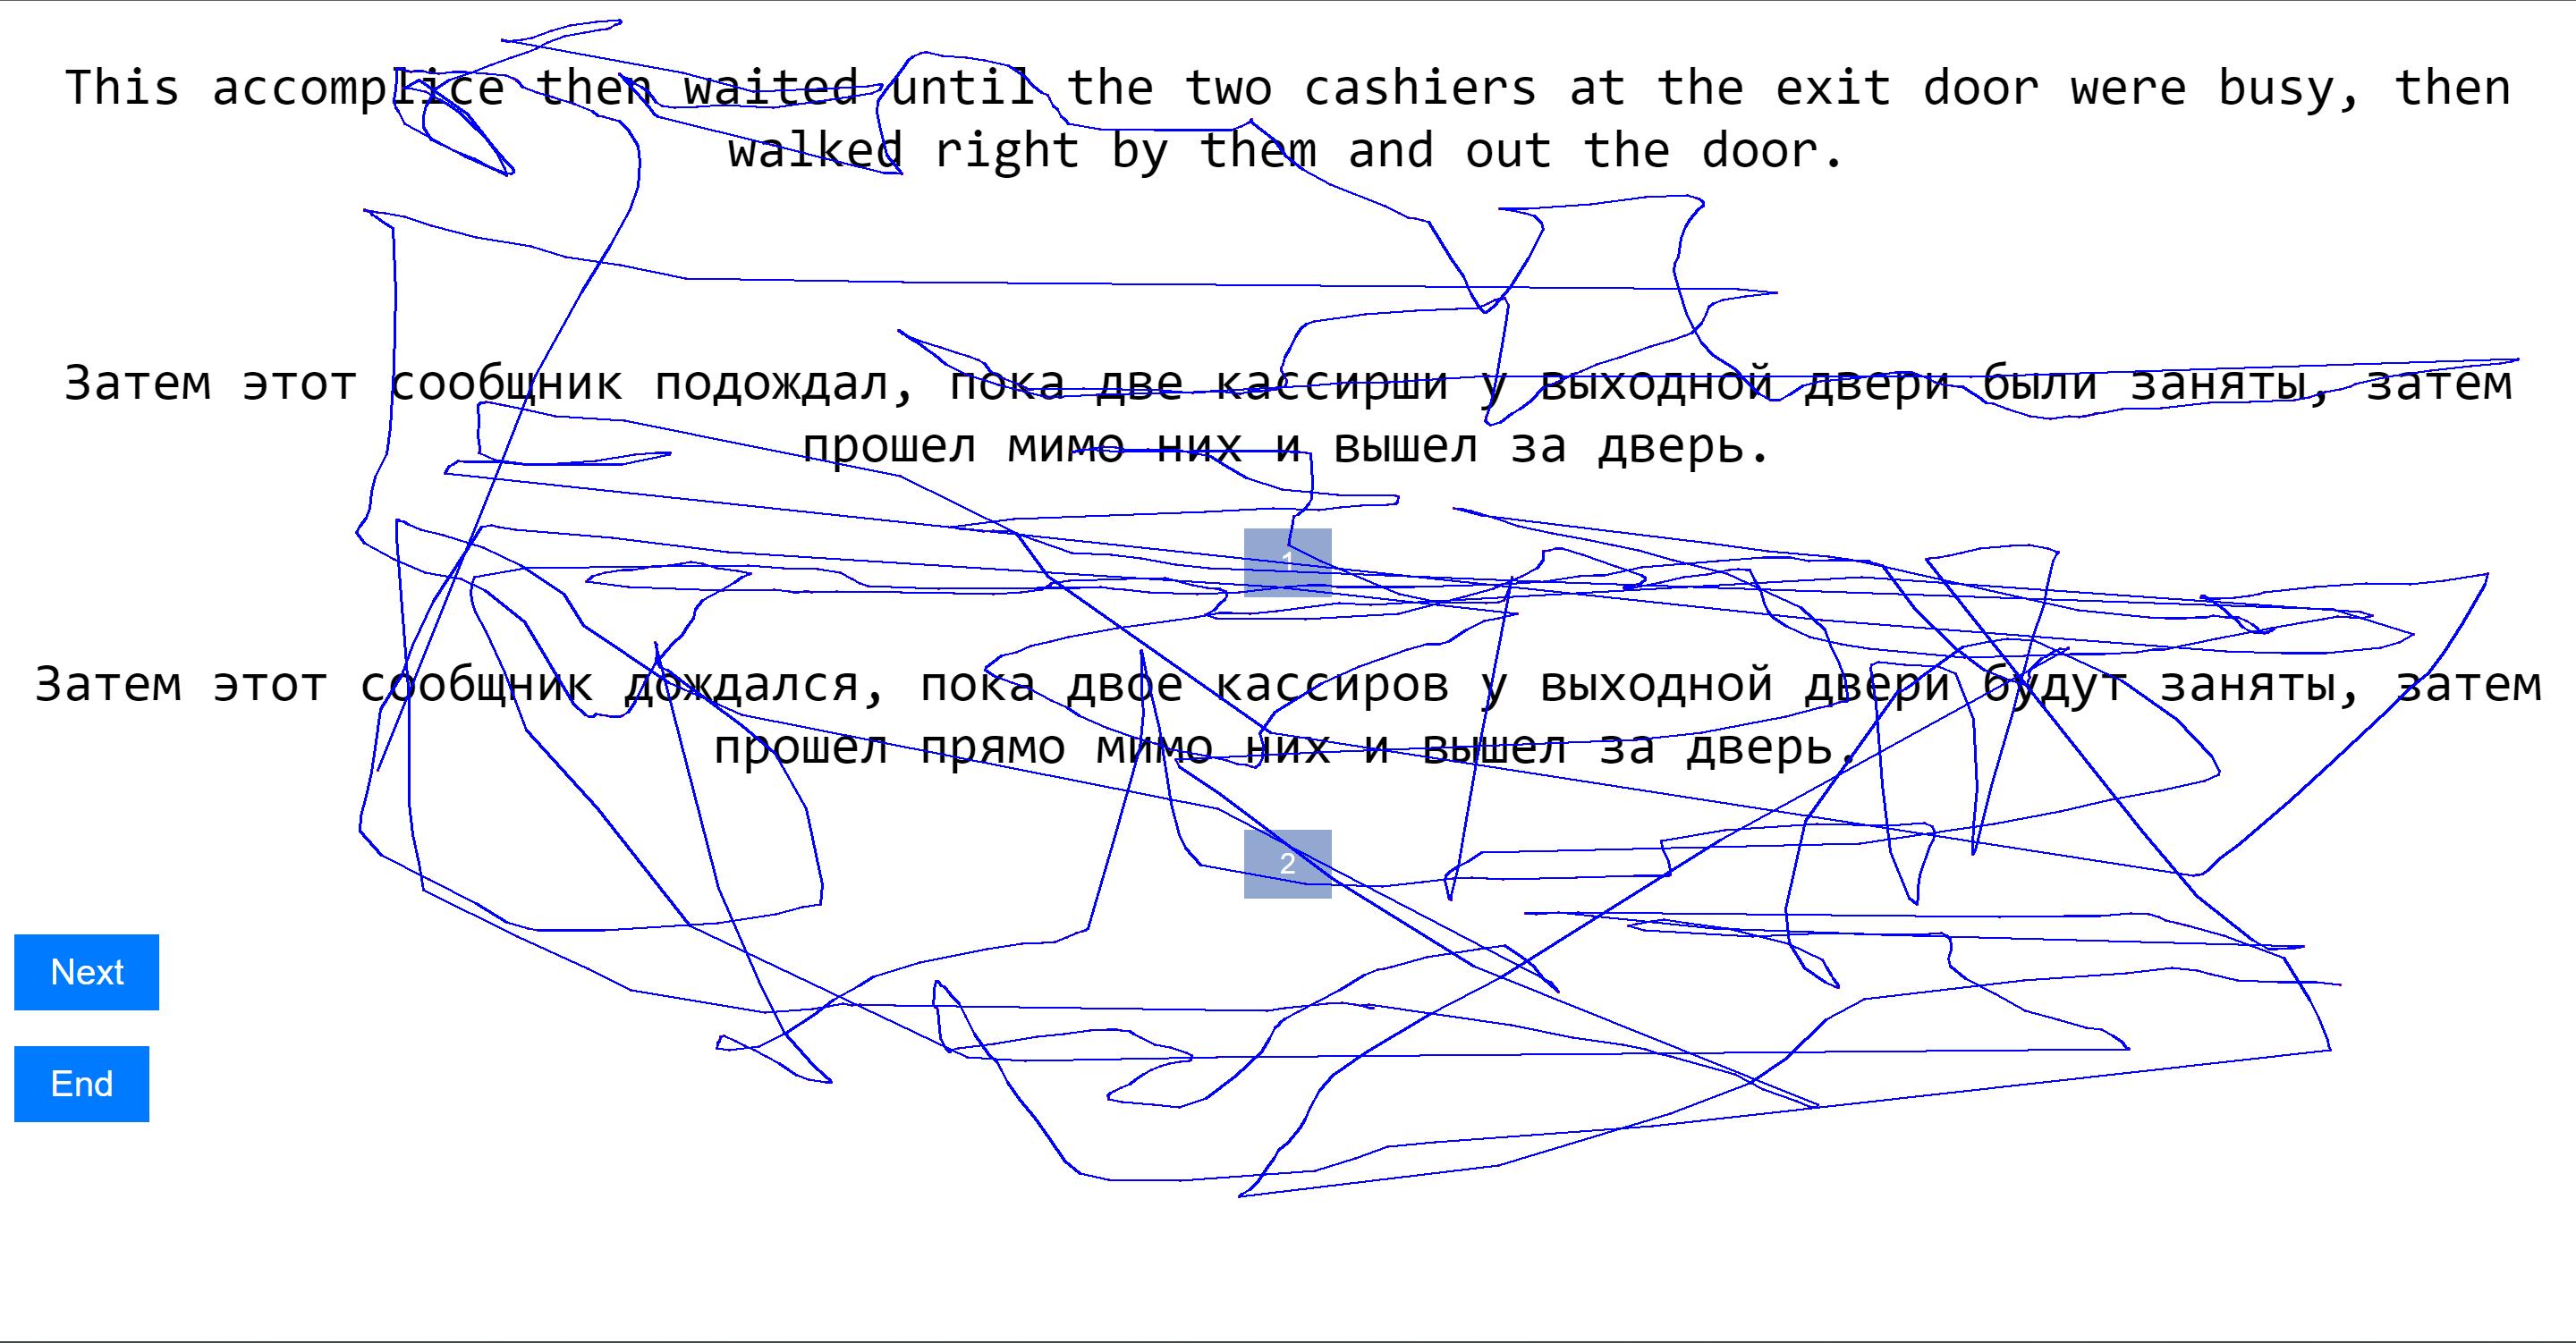 This accomplice then waited until the two cashiers at the exit door were busy, then
walked right by them and out the door.
Затем этот сообщник подождал, пока две кассирши у выходной двери были заняты, затем
прошел мимо них и вышел за дверь.
1
Затем этот сообщник дождался, пока двое кассиров у выходной двери будут заняты, затем
прошел прямо мимо них и вышел за дверь.
2
Next
End